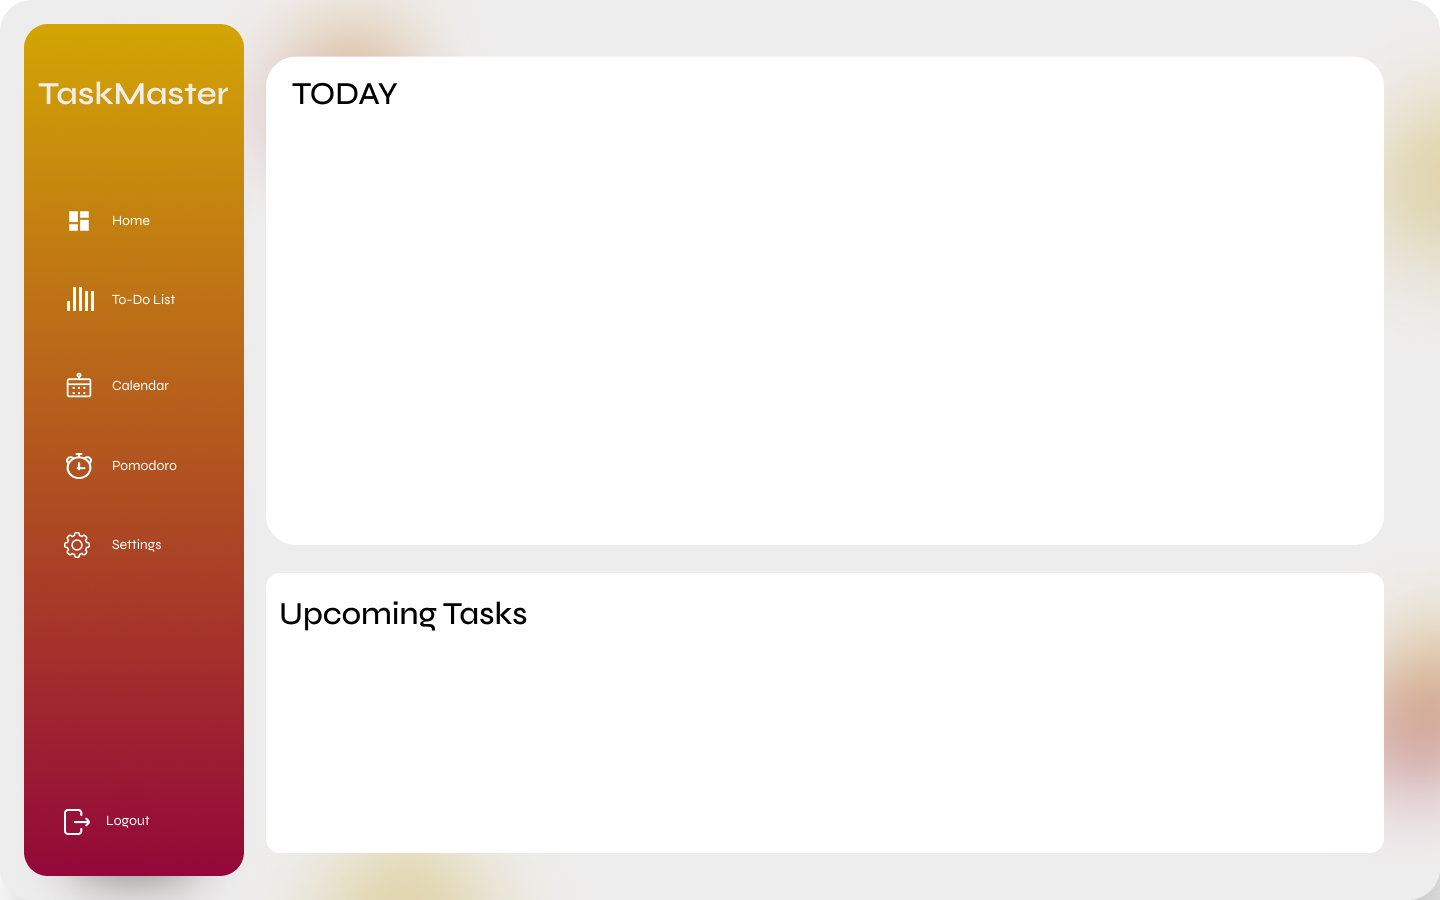 TaskMaster
Home
To-Do List
Calendar
Pomodoro
Settings
Logout
TODAY
Upcoming Tasks